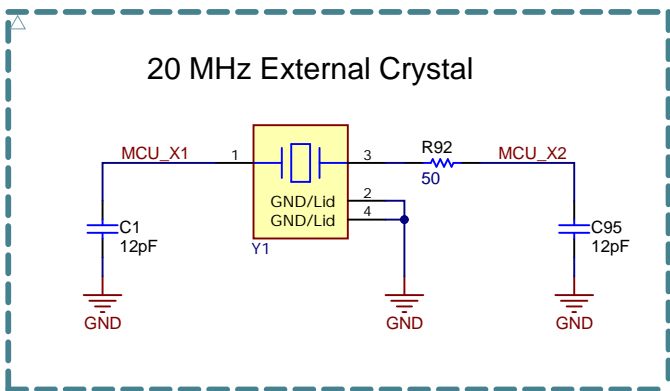 20 MHz External Crystal
MCU_X1
1
3
R92
50
MCU_X2
GND/Lid
2
GND/Lid
4
Y1
C1
12pF
C95
12pF
GND
GND
GND